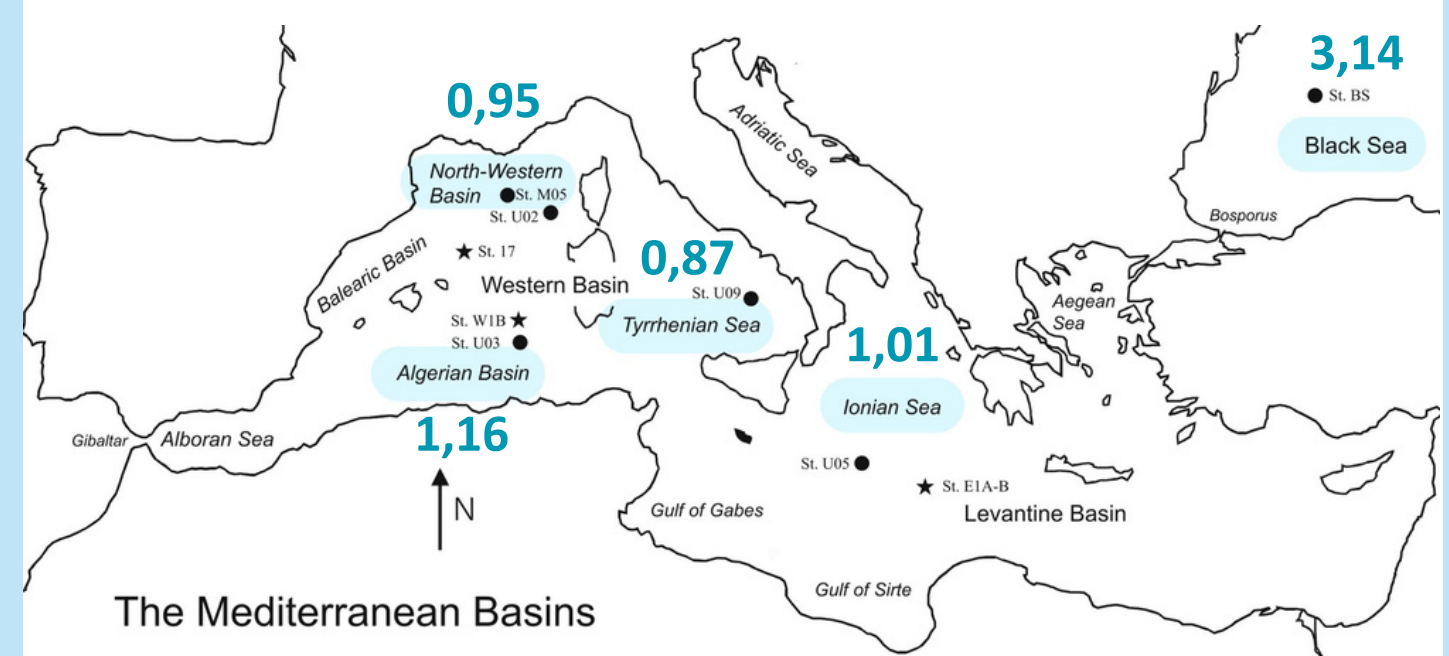 3,14
St. BS
Black Sea
0,95
Adriatic Sea
North-Western
Basin
St. M05
St. U02
Bosporus
Balearic Basin
St. 17
0,87
Western Basin
St. U09
Aegean
Sea
St. W1B
St. U03
Tyrrhenian Sea
1,01
Algerian Basin
Ionian Sea
Gibaltar
Alboran Sea
1,16
St. U05
St. E1A-B
N
Gulf of Gabes
Levantine Basin
Gulf of Sirte
The Mediterranean Basins